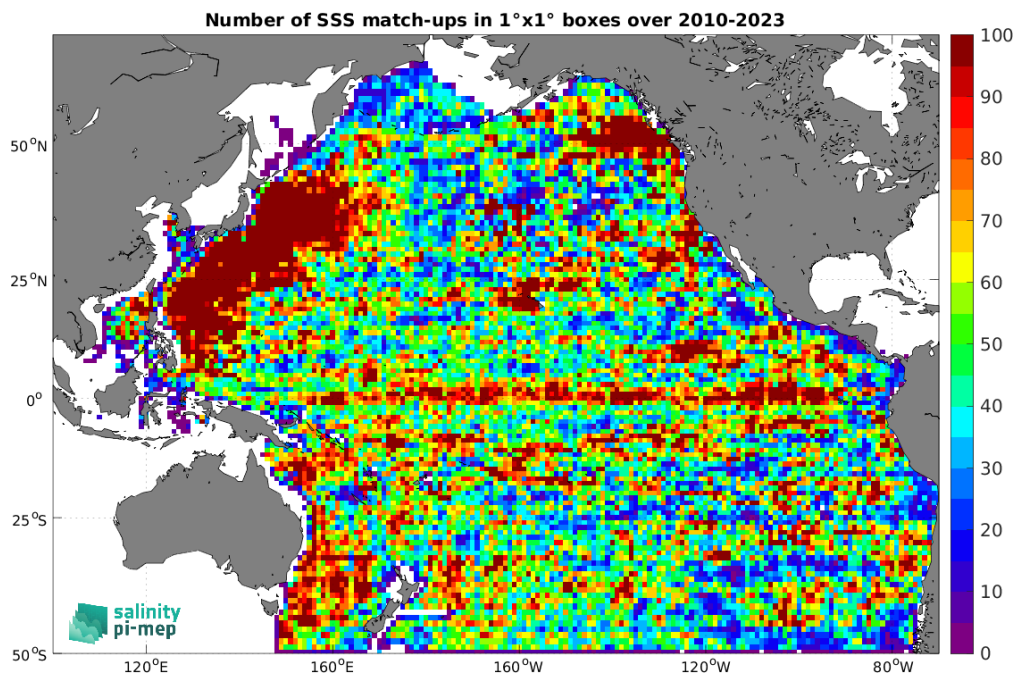 Number of SSS match-ups in 1°x1° boxes over 2010-2023
100
90
80
70
60
50
40
30
20
10
0
50°N
25°N
0°
25°S
50°S
120°E
160°E
160°W
120°W
80°W
salinity
pi-mep